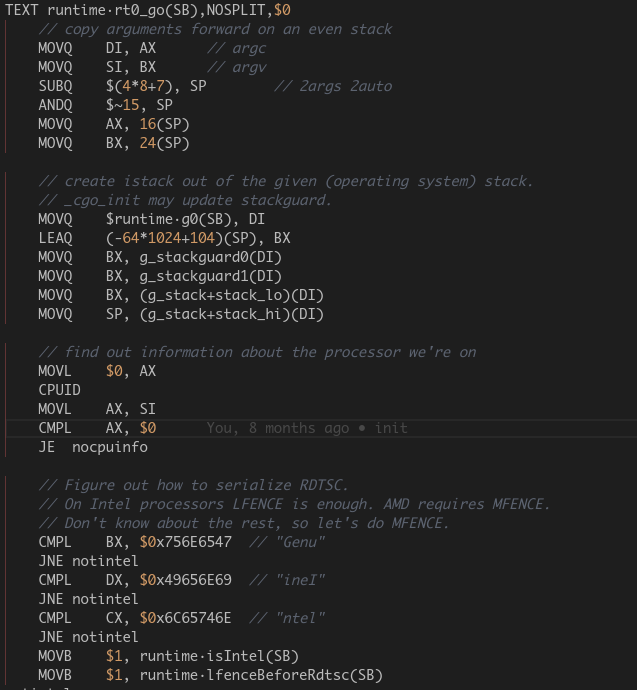 TEXT runtime·rt0_go(SB),NOSPLIT,$0
// copy arguments forward on an even stack
MOVQ DI, AX // argc
MOVQ SI, BX // argv
SUBQ $(4*8+7), SP // 2args 2auto
ANDQ $~15, SP
MOVQ AX, 16(SP)
MOVQ BX, 24(SP)
// create istack out of the given (operating system) stack.
// _cgo_init may update stackguard.
MOVQ $runtime·g0(SB), DI
LEAQ (-64*1024+104)(SP), BX
MOVQ BX, g_stackguard0(DI)
MOVQ BX, g_stackguard1(DI)
MOVQ BX, (g_stack+stack_lo)(DI)
MOVQ SP, (g_stack+stack_hi)(DI)
// find out information about the processor we're on
MOVL $0, AX
CPUID
MOVL AX, SI
CMPL AX, $0 You, 8 months ago • init
JE nocpuinfo
// Figure out how to serialize RDTSC.
// On Intel processors LFENCE is enough. AMD requires MFENCE.
// Don't know about the rest, so let's do MFENCE.
CMPL BX, $0x756E6547 // "Genu"
JNE notintel
CMPL DX, $0x49656E69 // "ineI"
JNE notintel
CMPL CX, $0x6C65746E // "ntel"
JNE notintel
MOVB $1, runtime·isIntel(SB)
MOVB $1, runtime·lfenceBeforeRdtsc(SB)